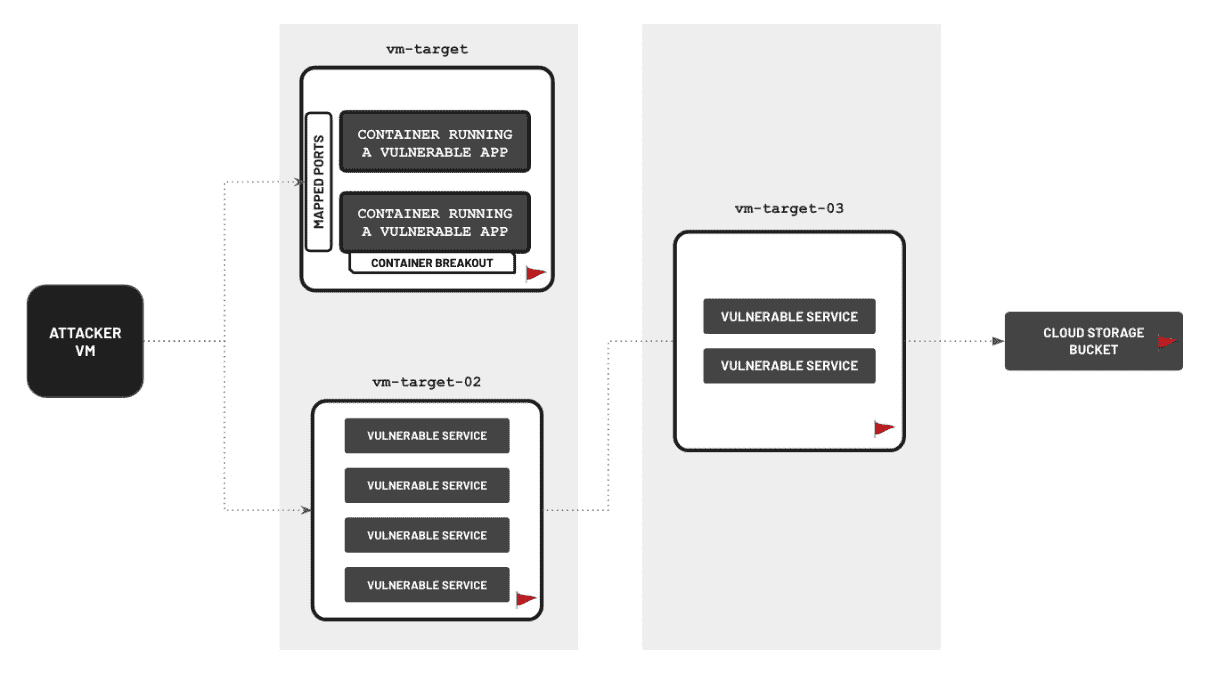 vm-target
MAPPED PORTS
CONTAINER RUNNING
A VULNERABLE APP
CONTAINER RUNNING
A VULNERABLE APP
CONTAINER BREAKOUT
ATTACKER
VM
vm-target-02
VULNERABLE SERVICE
VULNERABLE SERVICE
VULNERABLE SERVICE
VULNERABLE SERVICE
vm-target-03
VULNERABLE SERVICE
VULNERABLE SERVICE
CLOUD STORAGE
BUCKET